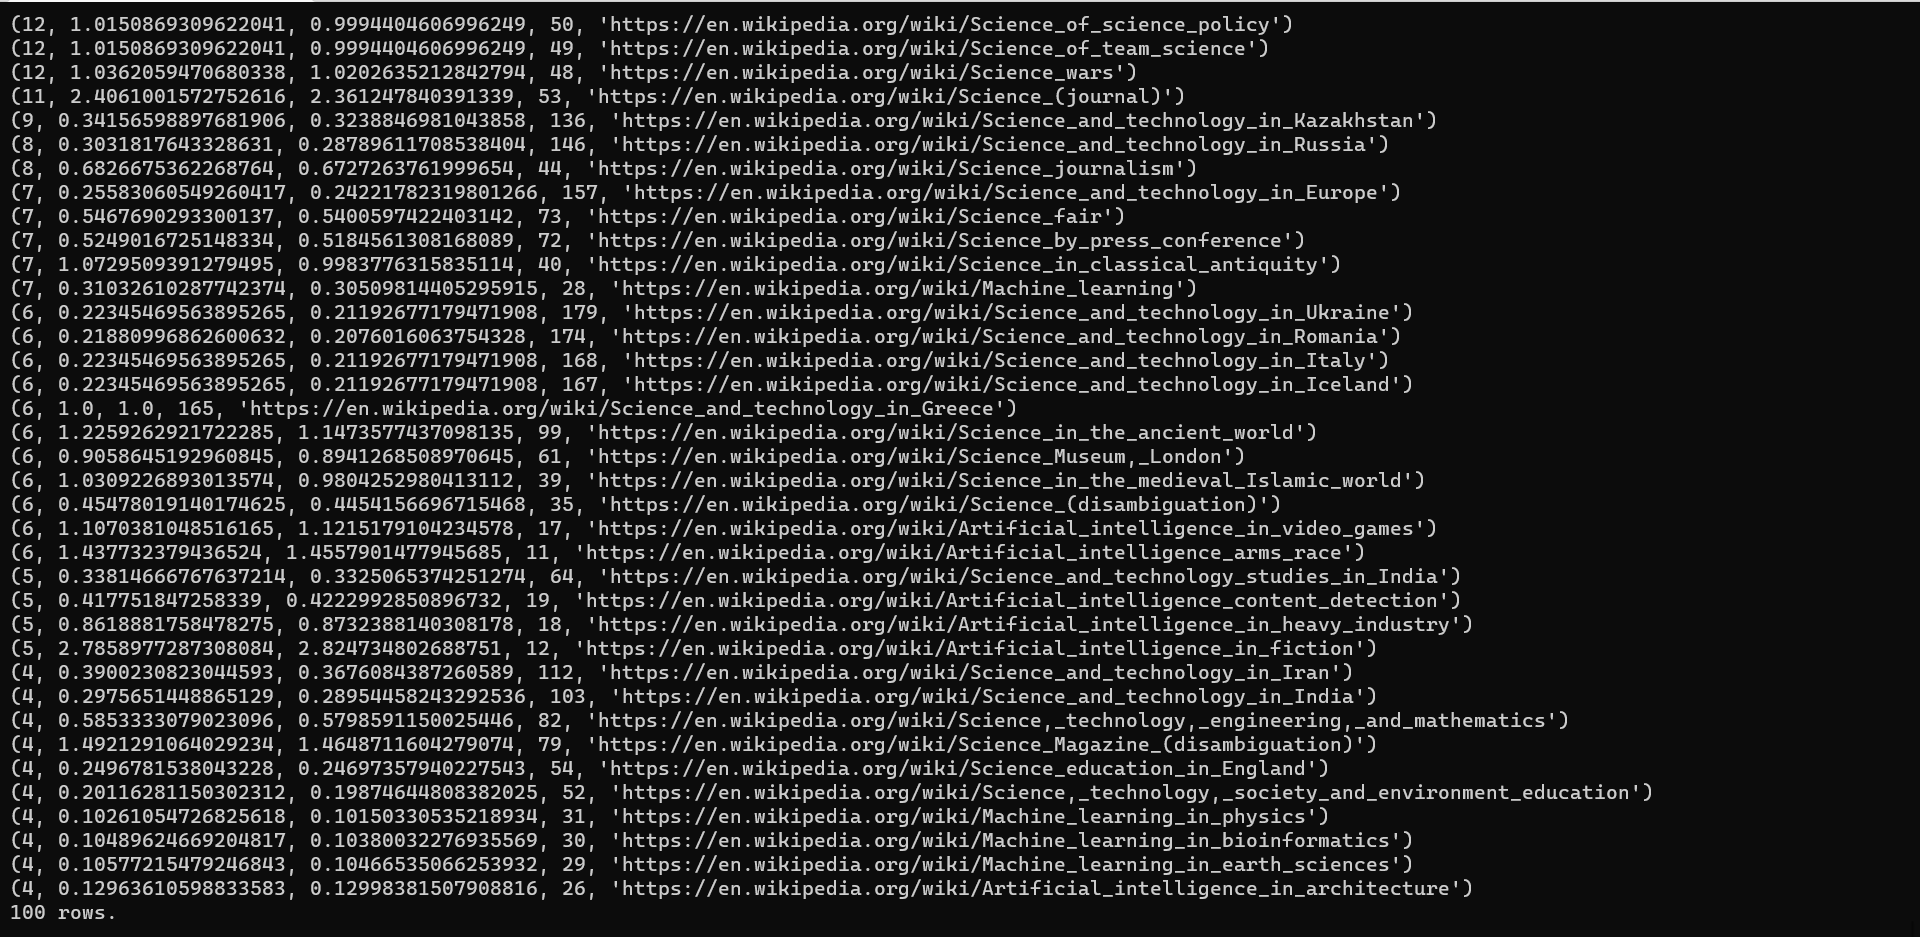 (12, 1.0150869309622041, 0.9994404606996249, 50, 'https://en.wikipedia.org/wiki/Science_of_science_policy')
(12, 1.0150869309622041, 0.9994404606996249, 49, 'https://en.wikipedia.org/wiki/Science_of_team_science')
(12, 1.0362059470680338, 1.0202635212842794, 48, 'https://en.wikipedia.org/wiki/Science_wars')
(11, 2.4061001572752616, 2.361247840391339, 53, 'https://en.wikipedia.org/wiki/Science_(journal)')
(9, 0.34156598897681906, 0.3238846981043858, 136, 'https://en.wikipedia.org/wiki/Science_and_technology_in_Kazakhstan')
(8, 0.3031817643328631, 0.28789611708538404, 146, 'https://en.wikipedia.org/wiki/Science_and_technology_in_Russia')
(8, 0.6826675362268764, 0.6727263761999654, 44, 'https://en.wikipedia.org/wiki/Science_journalism')
(7, 0.25583060549260417, 0.24221782319801266, 157, 'https://en.wikipedia.org/wiki/Science_and_technology_in_Europe')
(7, 0.5467690293300137, 0.5400597422403142, 73, 'https://en.wikipedia.org/wiki/Science_fair')
(7, 0.5249016725148334, 0.5184561308168089, 72, 'https://en.wikipedia.org/wiki/Science_by_press_conference')
(7, 1.0729509391279495, 0.9983776315835114, 40, 'https://en.wikipedia.org/wiki/Science_in_classical_antiquity')
(7, 0.31032610287742374, 0.30509814405295915, 28, 'https://en.wikipedia.org/wiki/Machine_learning')
(6, 0.22345469563895265, 0.21192677179471908, 179, 'https://en.wikipedia.org/wiki/Science_and_technology_in_Ukraine')
(6, 0.21880996862600632, 0.2076016063754328, 174, 'https://en.wikipedia.org/wiki/Science_and_technology_in_Romania')
(6, 0.22345469563895265, 0.21192677179471908, 168, 'https://en.wikipedia.org/wiki/Science_and_technology_in_Italy')
(6, 0.22345469563895265, 0.21192677179471908, 167, 'https://en.wikipedia.org/wiki/Science_and_technology_in_Iceland')
(6, 1.0, 1.0, 165, 'https://en.wikipedia.org/wiki/Science_and_technology_in_Greece')
(6, 1.2259262921722285, 1.1473577437098135, 99, 'https://en.wikipedia.org/wiki/Science_in_the_ancient_world')
(6, 0.9058645192960845, 0.8941268508970645, 61, 'https://en.wikipedia.org/wiki/Science_Museum,_London')
(6, 1.0309226893013574, 0.9804252980413112, 39, 'https://en.wikipedia.org/wiki/Science_in_the_medieval_Islamic_world')
(6, 0.45478019140174625, 0.4454156696715468, 35, 'https://en.wikipedia.org/wiki/Science_(disambiguation)')
(6, 1.1070381048516165, 1.1215179104234578, 17, 'https://en.wikipedia.org/wiki/Artificial_intelligence_in_video_games')
(6, 1.437732379436524, 1.4557901477945685, 11, 'https://en.wikipedia.org/wiki/Artificial_intelligence_arms_race')
(5, 0.33814666767637214, 0.3325065374251274, 64, 'https://en.wikipedia.org/wiki/Science_and_technology_studies_in_India')
(5, 0.417751847258339, 0.4222992850896732, 19, 'https://en.wikipedia.org/wiki/Artificial_intelligence_content_detection')
(5, 0.8618881758478275, 0.8732388140308178, 18, 'https://en.wikipedia.org/wiki/Artificial_intelligence_in_heavy_industry')
(5, 2.7858977287308084, 2.824734802688751, 12, 'https://en.wikipedia.org/wiki/Artificial_intelligence_in_fiction')
(4, 0.3900230823044593, 0.3676084387260589, 112, 'https://en.wikipedia.org/wiki/Science_and_technology_in_Iran')
(4, 0.2975651448865129, 0.28954458243292536, 103, 'https://en.wikipedia.org/wiki/Science_and_technology_in_India')
(4, 0.5853333079023096, 0.5798591150025446, 82, 'https://en.wikipedia.org/wiki/Science,_technology,_engineering,_and_mathematics')
(4, 1.4921291064029234, 1.4648711604279074, 79, 'https://en.wikipedia.org/wiki/Science_Magazine_(disambiguation)')
(4, 0.2496781538043228, 0.24697357940227543, 54, 'https://en.wikipedia.org/wiki/Science_education_in_England')
(4, 0.20116281150302312, 0.19874644808382025, 52, 'https://en.wikipedia.org/wiki/Science,_technology,_society_and_environment_education')
(4, 0.10261054726825618, 0.10150330535218934, 31, 'https://en.wikipedia.org/wiki/Machine_learning_in_physics')
(4, 0.10489624669204817, 0.10380032276935569, 30, 'https://en.wikipedia.org/wiki/Machine_learning_in_bioinformatics')
(4, 0.10577215479246843, 0.10466535066253932, 29, 'https://en.wikipedia.org/wiki/Machine_learning_in_earth_sciences')
(4, 0.12963610598833583, 0.12998381507908816, 26, 'https://en.wikipedia.org/wiki/Artificial_intelligence_in_architecture')
100 rows.